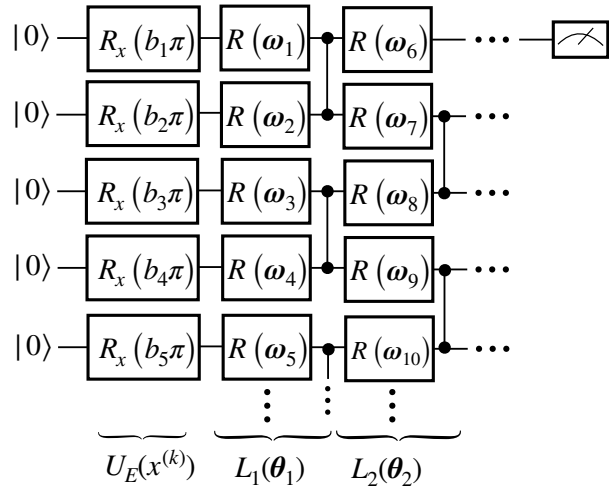 |0⟩ R_x (b_1π) R (ω_1) R (ω_6) ...
|0⟩ R_x (b_2π) R (ω_2) R (ω_7) ...
|0⟩ R_x (b_3π) R (ω_3) R (ω_8) ...
|0⟩ R_x (b_4π) R (ω_4) R (ω_9) ...
|0⟩ R_x (b_5π) R (ω_5) R (ω_10) ...
U_E(x^(k)) L_1(θ_1) L_2(θ_2)